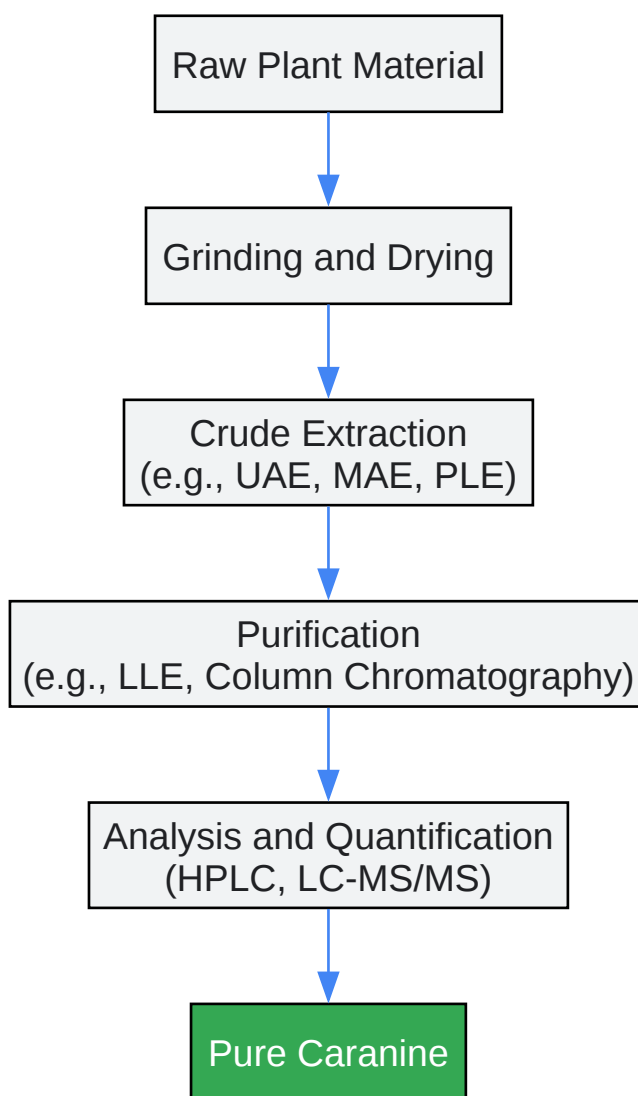 Raw Plant Material
Grinding and Drying
Crude Extraction
(e.g., UAE, MAE, PLE)
Purification
(e.g., LLE, Column Chromatography)
Analysis and Quantification
(HPLC, LC-MS/MS)
Pure Caranine